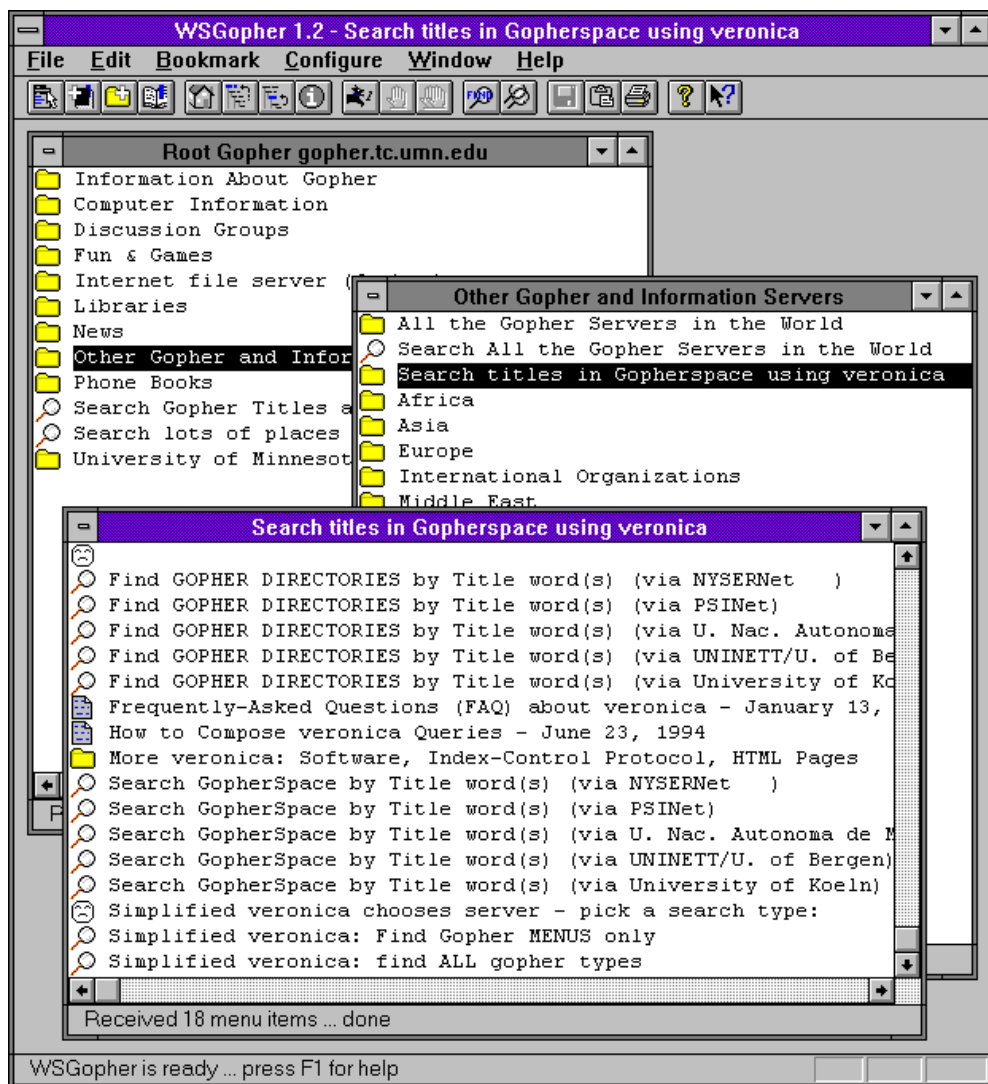 WSGopher 1.2 - Search titles in Gopherspace using veronica
File Edit Bookmark Configure Window Help
FIND
Root Gopher gopher.tc.umn.edu
Information About Gopher
Computer Information
Discussion Groups
Fun & Games
Internet file server (
Libraries
News
Other Gopher and Infor
Phone Books
Search Gopher Titles a
Search lots of places
University of Minnesot
Other Gopher and Information Servers
All the Gopher Servers in the World
Search All the Gopher Servers in the World
Search titles in Gopherspace using veronica
Africa
Asia
Europe
International Organizations
Middle East
Search titles in Gopherspace using veronica
Find GOPHER DIRECTORIES by Title word(s) (via NYSERNet )
Find GOPHER DIRECTORIES by Title word(s) (via PSINet)
Find GOPHER DIRECTORIES by Title word(s) (via U. Nac. Autonoma
Find GOPHER DIRECTORIES by Title word(s) (via UNINETT/U. of Be
Find GOPHER DIRECTORIES by Title word(s) (via University of Ko
Frequently-Asked Questions (FAQ) about veronica - January 13,
How to Compose veronica Queries - June 23, 1994
More veronica: Software, Index-Control Protocol, HTML Pages
Search GopherSpace by Title word(s) (via NYSERNet )
Search GopherSpace by Title word(s) (via PSINet)
Search GopherSpace by Title word(s) (via U. Nac. Autonoma de M
Search GopherSpace by Title word(s) (via UNINETT/U. of Bergen)
Search GopherSpace by Title word(s) (via University of Koeln)
Simplified veronica chooses server - pick a search type:
Simplified veronica: Find Gopher MENUS only
Simplified veronica: find ALL gopher types
Received 18 menu items ... done
WSGopher is ready ... press F1 for help